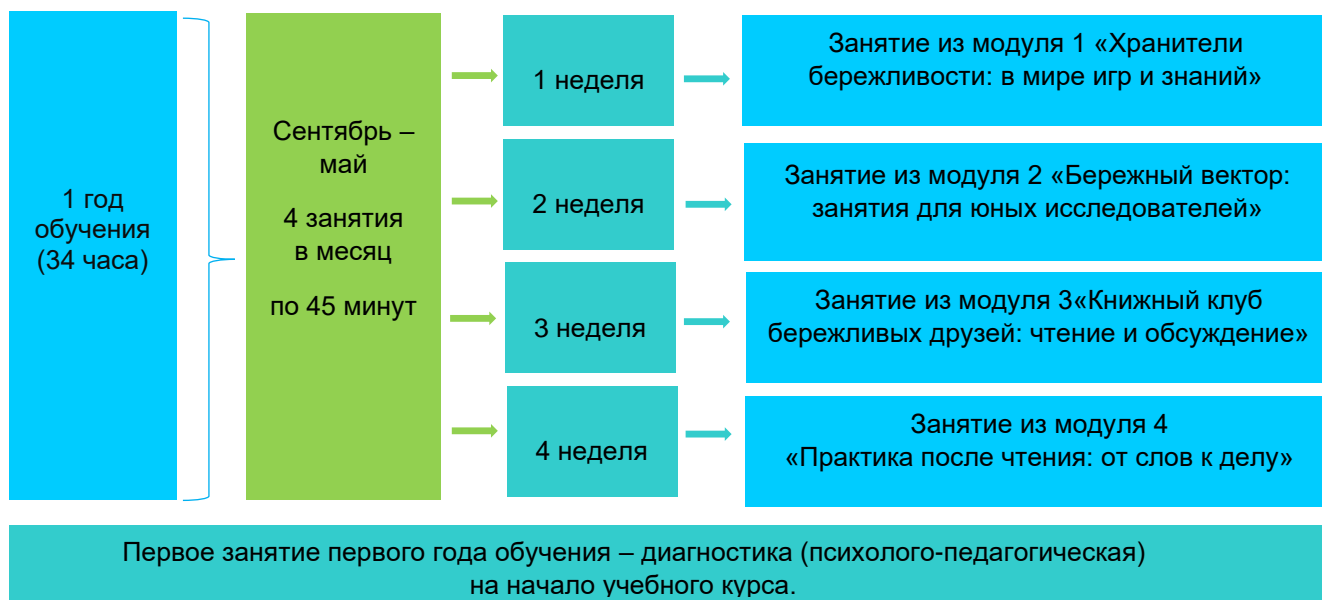 1 год
обучения
(34 часа)
Сентябрь –
май
4 занятия
в месяц
по 45 минут
1 неделя
Занятие из модуля 1 «Хранители
бережливости: в мире игр и знаний»
2 неделя
Занятие из модуля 2 «Бережный вектор:
занятия для юных исследователей»
3 неделя
Занятие из модуля 3«Книжный клуб
бережливых друзей: чтение и обсуждение»
4 неделя
Занятие из модуля 4
«Практика после чтения: от слов к делу»
Первое занятие первого года обучения – диагностика (психолого-педагогическая)
на начало учебного курса.